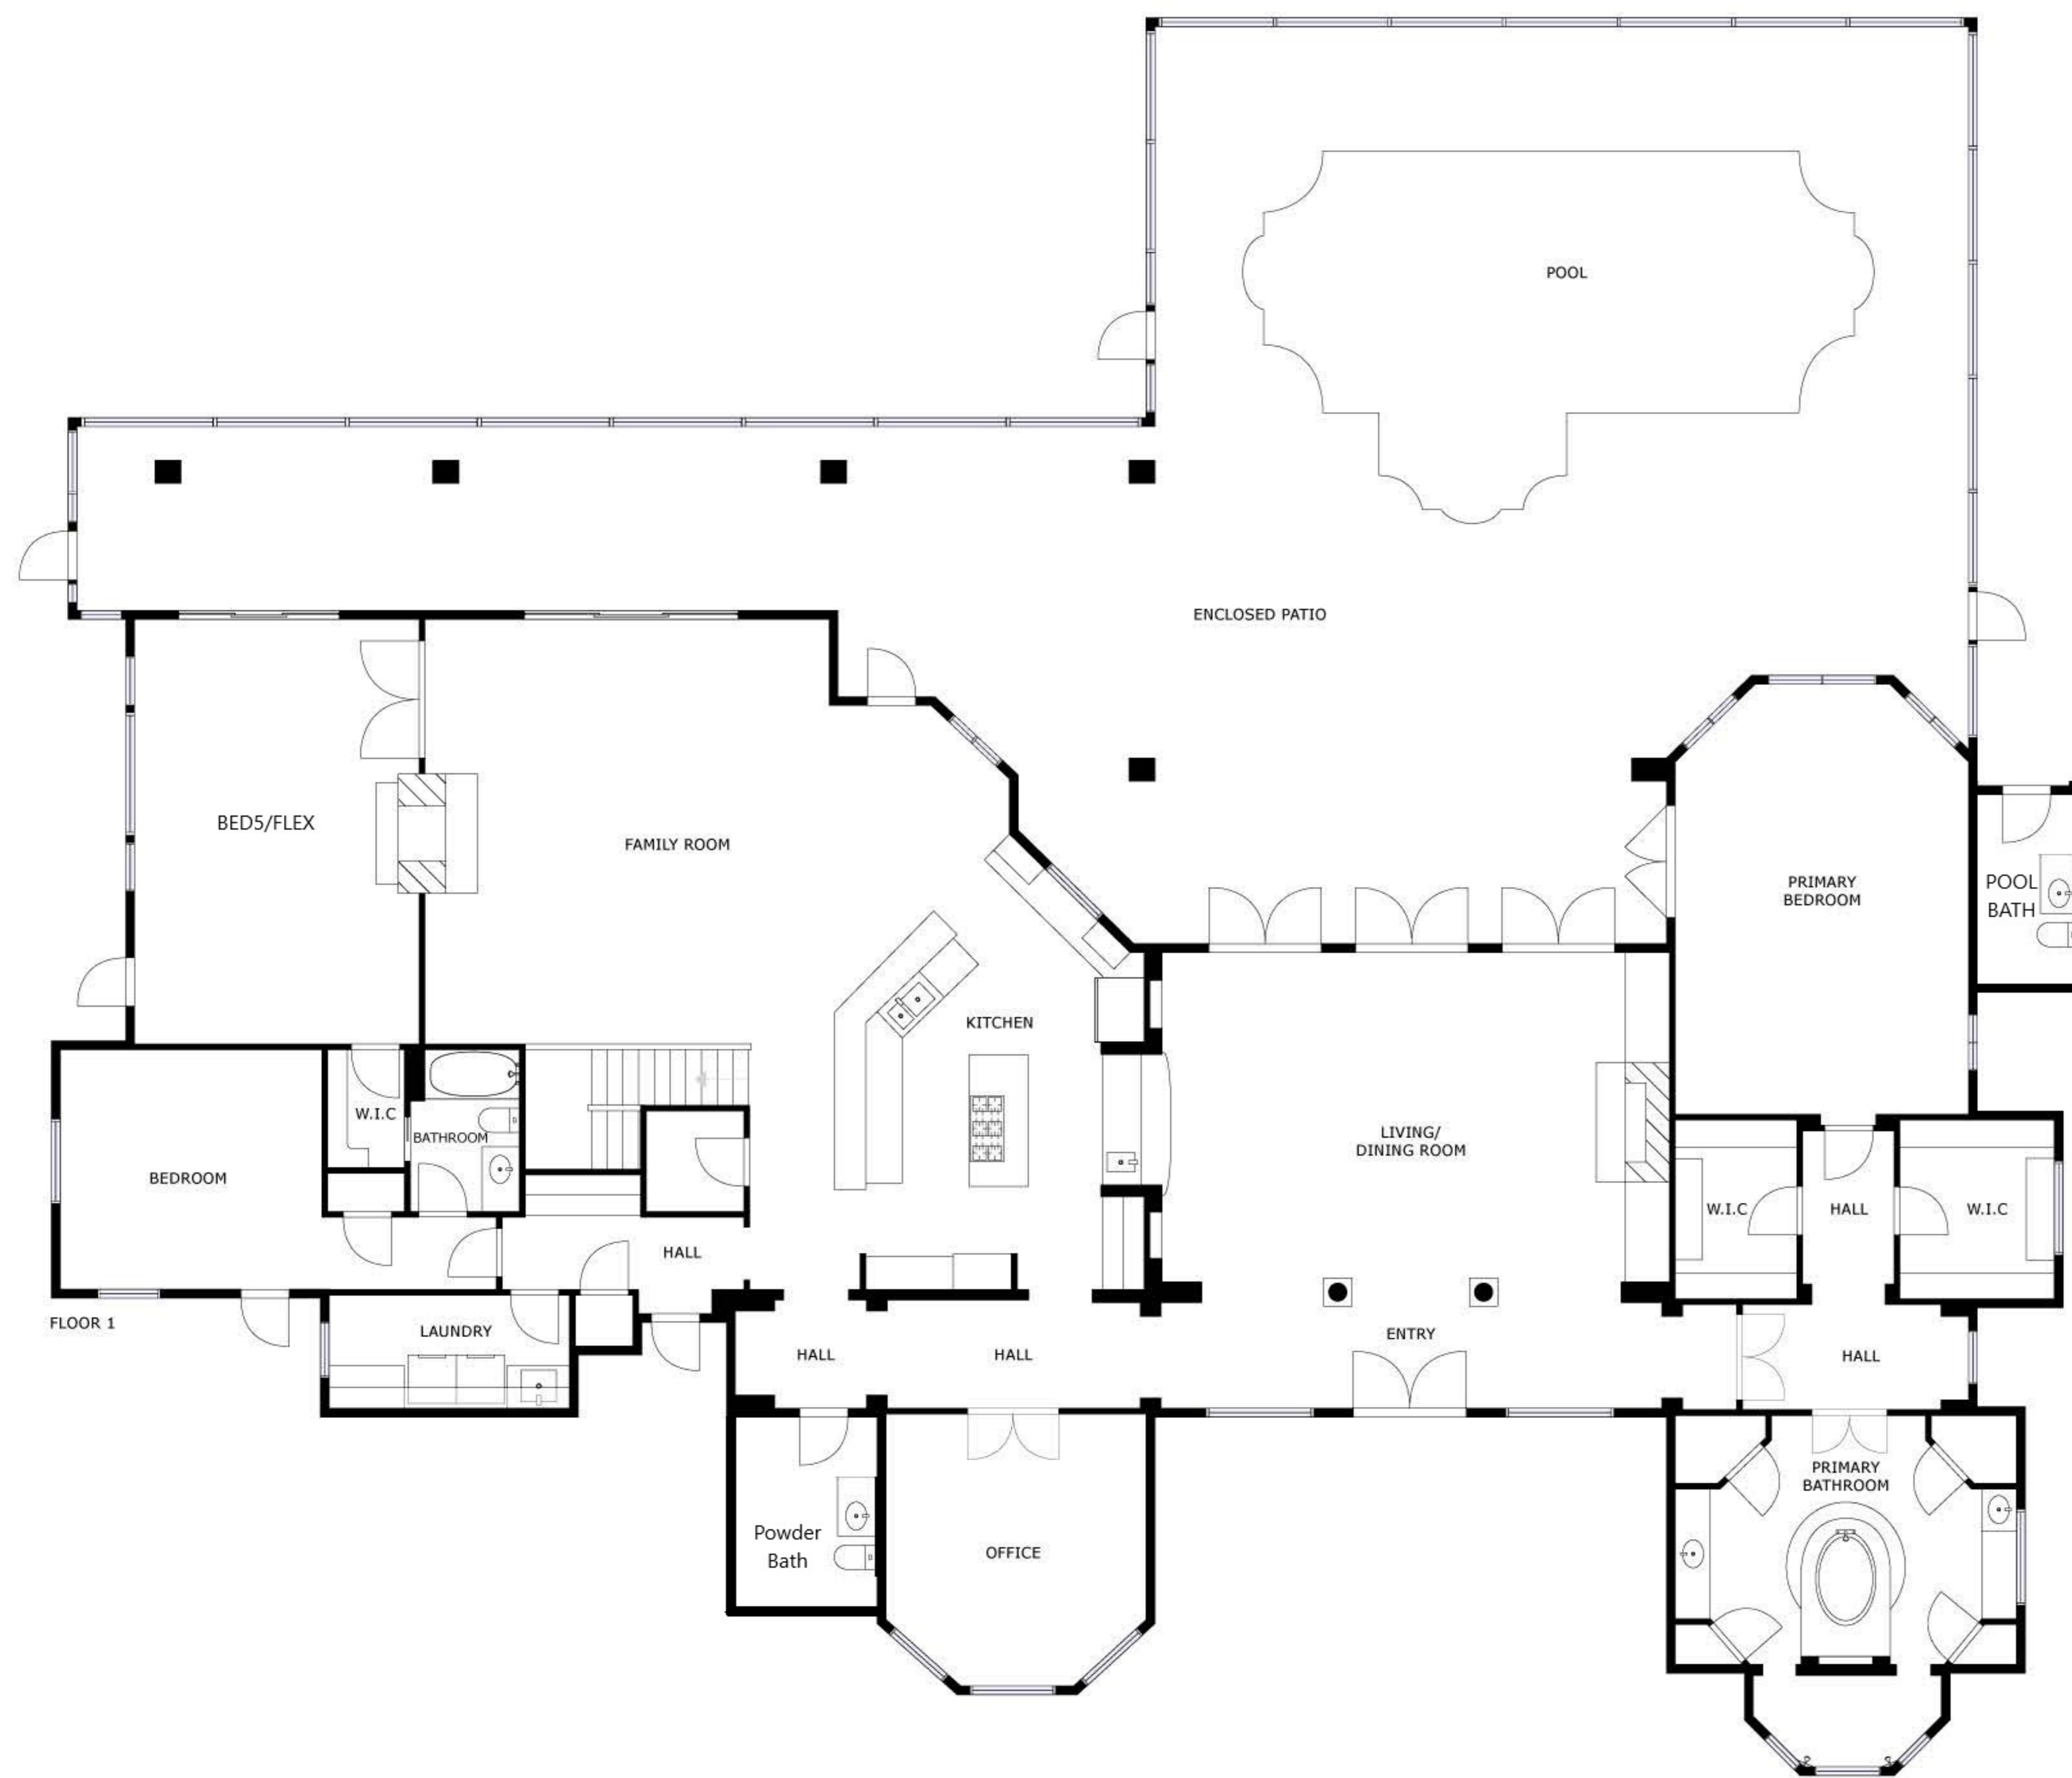 POOL
ENCLOSED PATIO
BED5/FLEX
FAMILY ROOM
PRIMARY
BEDROOM
POOL
BATH
KITCHEN
W.I.C
BATHROOM
LIVING/
DINING ROOM
BEDROOM
W.I.C
HALL
W.I.C
HALL
FLOOR 1
LAUNDRY
ENTRY
HALL
HALL
HALL
PRIMARY
BATHROOM
Powder
Bath
OFFICE